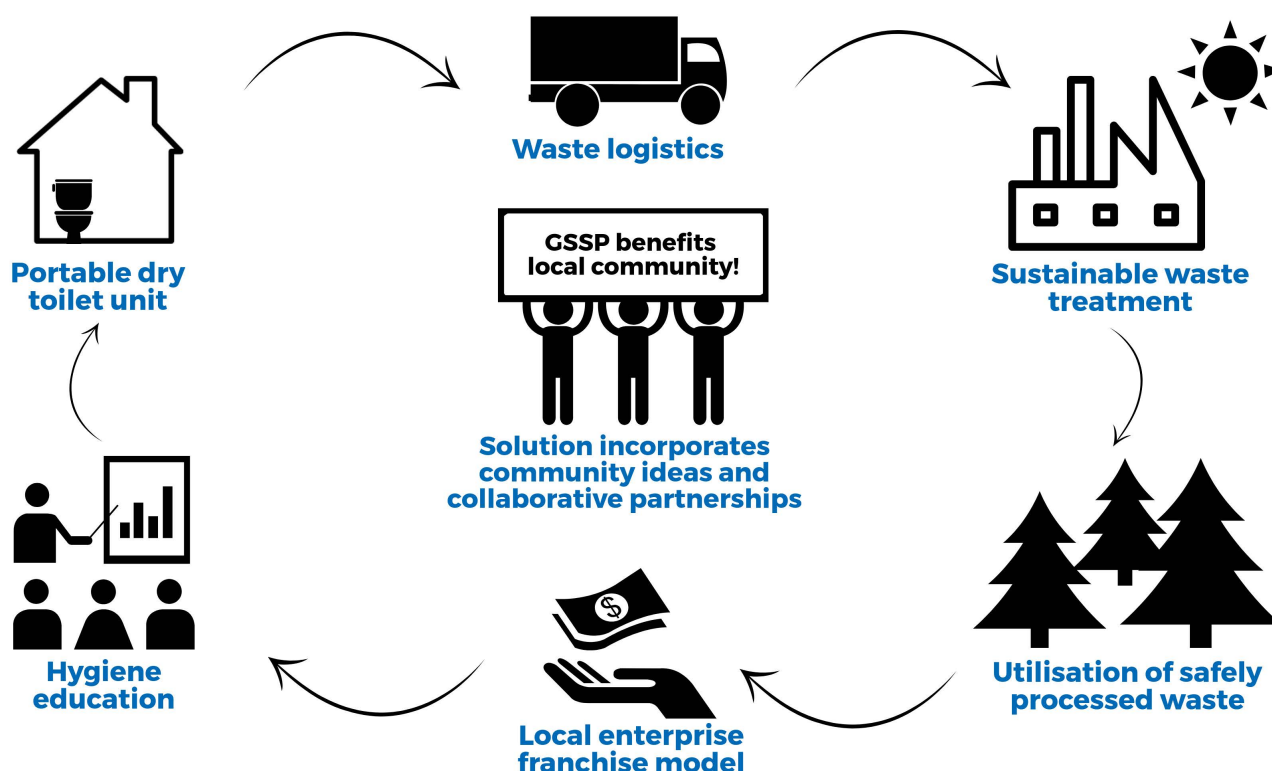 Waste logistics
Portable dry
toilet unit
GSSP benefits
local community!
Sustainable waste
treatment
Solution incorporates
community ideas and
collaborative partnerships
$
Hygiene
education
Local enterprise
franchise model
Utilisation of safely
processed waste